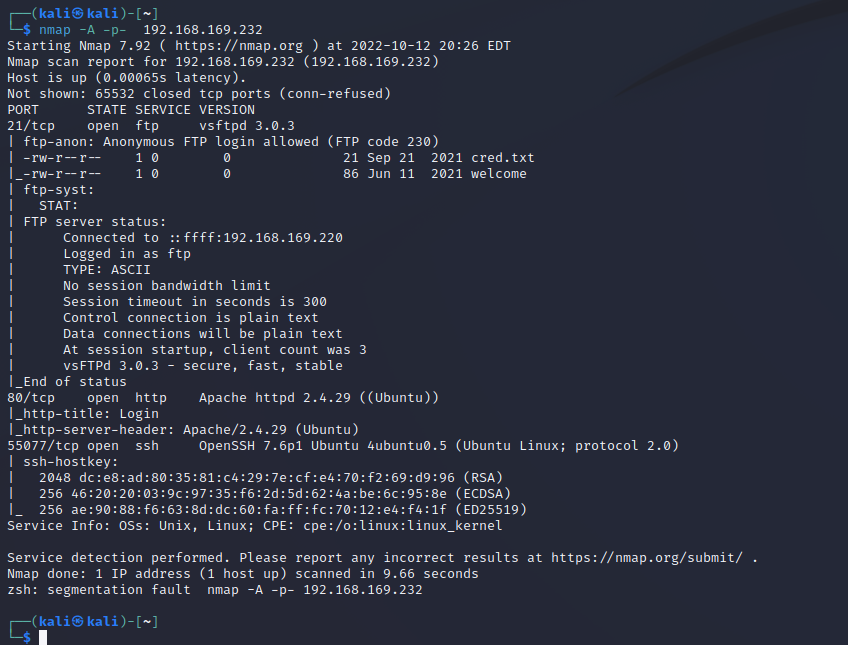 ┌──(kali㉿kali)-[~]
└─$ nmap -A -p-  192.168.169.232
Starting Nmap 7.92 ( https://nmap.org ) at 2022-10-12 20:26 EDT
Nmap scan report for 192.168.169.232 (192.168.169.232)
Host is up (0.00065s latency).
Not shown: 65532 closed tcp ports (conn-refused)
PORT      STATE SERVICE VERSION
21/tcp    open  ftp     vsftpd 3.0.3
| ftp-anon: Anonymous FTP login allowed (FTP code 230)
| -rw-r--r--    1 0        0              21 Sep 21  2021 cred.txt
|_-rw-r--r--    1 0        0              86 Jun 11  2021 welcome
| ftp-syst:
|   STAT:
| FTP server status:
|      Connected to ::ffff:192.168.169.220
|      Logged in as ftp
|      TYPE: ASCII
|      No session bandwidth limit
|      Session timeout in seconds is 300
|      Control connection is plain text
|      Data connections will be plain text
|      At session startup, client count was 3
|      vsFTPd 3.0.3 - secure, fast, stable
|_End of status
80/tcp    open  http    Apache httpd 2.4.29 ((Ubuntu))
|_http-title: Login
|_http-server-header: Apache/2.4.29 (Ubuntu)
55077/tcp open  ssh     OpenSSH 7.6p1 Ubuntu 4ubuntu0.5 (Ubuntu Linux; protocol 2.0)
| ssh-hostkey:
|   2048 dc:e8:ad:80:35:81:c4:29:7e:cf:e4:70:f2:69:d9:96 (RSA)
|   256 46:20:20:03:9c:97:35:f6:2d:5d:62:4a:be:6c:95:8e (ECDSA)
|_  256 ae:90:88:f6:63:8d:dc:60:fa:ff:fc:70:12:e4:f4:1f (ED25519)
Service Info: OSs: Unix, Linux; CPE: cpe:/o:linux:linux_kernel
Service detection performed. Please report any incorrect results at https://nmap.org/submit/ .
Nmap done: 1 IP address (1 host up) scanned in 9.66 seconds
zsh: segmentation fault  nmap -A -p- 192.168.169.232
┌──(kali㉿kali)-[~]
└─$